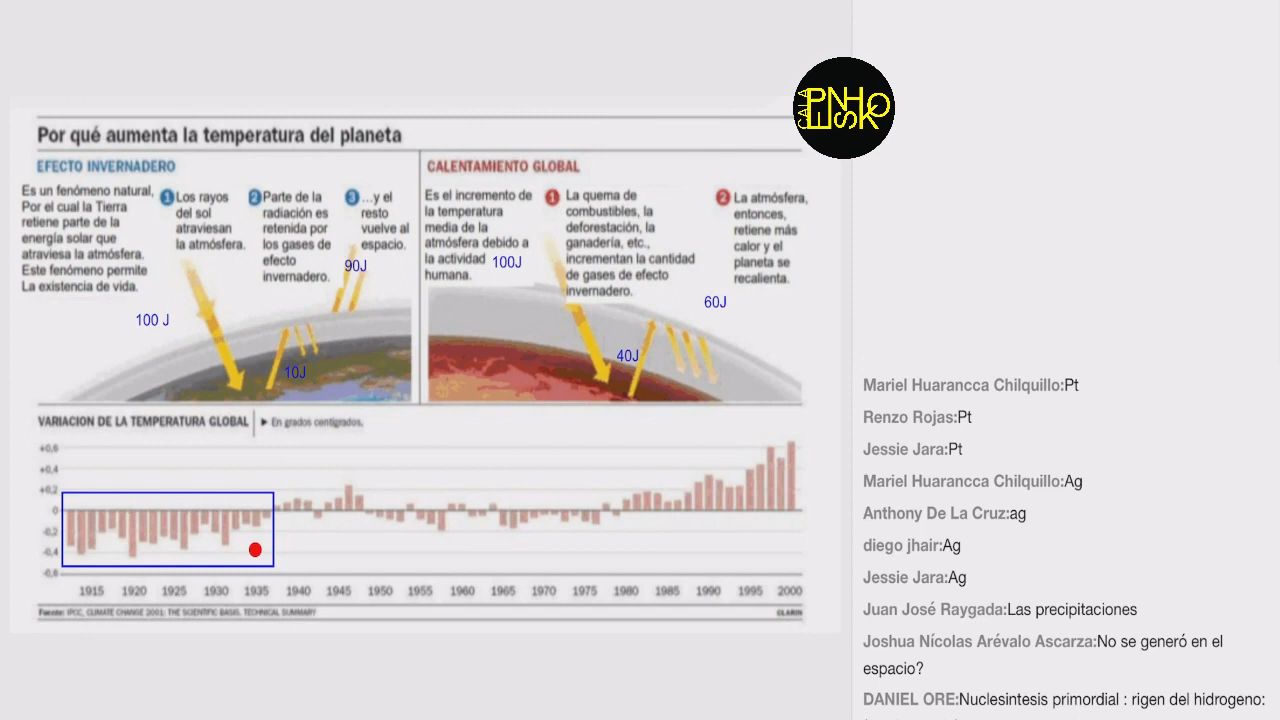 Por qué aumenta la temperatura del planeta
EFECTO INVERNADERO
Es un fenómeno natural,
Por el cual la Tierra
retiene parte de la
energía solar que
atraviesa la atmósfera.
Este fenómeno permite
La existencia de vida.
1 Los rayos
del sol
atraviesan
la atmósfera.
2 Parte de la
radiación es
retenida por
los gases de
efecto
invernadero.
3 ...y el
resto
vuelve al
espacio.
90J
100 J
10J
CALENTAMIENTO GLOBAL
Es el incremento de
la temperatura
media de la
atmósfera debido a
la actividad
humana.
100J
1 La quema de
combustibles, la
deforestación, la
ganadería, etc.,
incrementan la cantidad
de gases de efecto
invernadero.
2 La atmósfera,
entonces,
retiene más
calor y el
planeta se
recalienta.
60J
40J
VARIACION DE LA TEMPERATURA GLOBAL
En grados centígrados.
+0,6
+0,4
+0,2
0
-0,2
-0,4
-0,6
1915 1920 1925 1930 1935 1940 1945 1950 1955 1960 1965 1970 1975 1980 1985 1990 1995 2000
Fuente: IPCC, CLIMATE CHANGE 2001: THE SCIENTIFIC BASIS. TECHNICAL SUMMARY
CLARIN
Mariel Huarancca Chilquillo:Pt
Renzo Rojas:Pt
Jessie Jara:Pt
Mariel Huarancca Chilquillo:Ag
Anthony De La Cruz:ag
diego jhair:Ag
Jessie Jara:Ag
Juan José Raygada:Las precipitaciones
Joshua Nícolas Arévalo Ascarza:No se generó en el
espacio?
DANIEL ORE:Nuclesintesis primordial : rigen del hidrogeno: